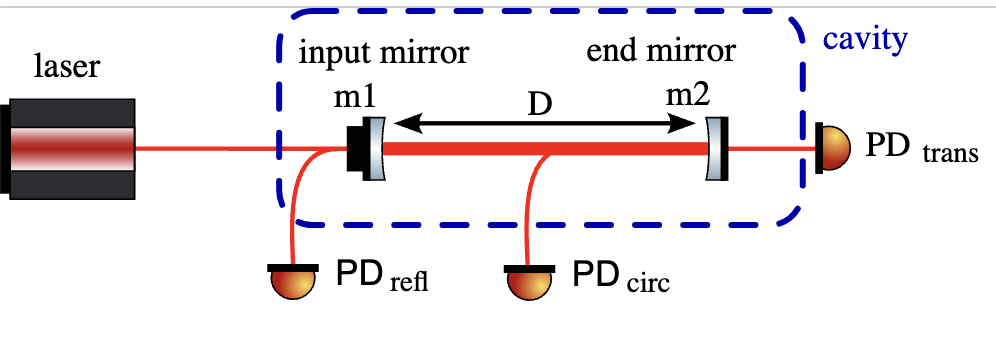 laser
input mirror
m1
D
end mirror
m2
cavity
PD trans
PD refl
PD circ